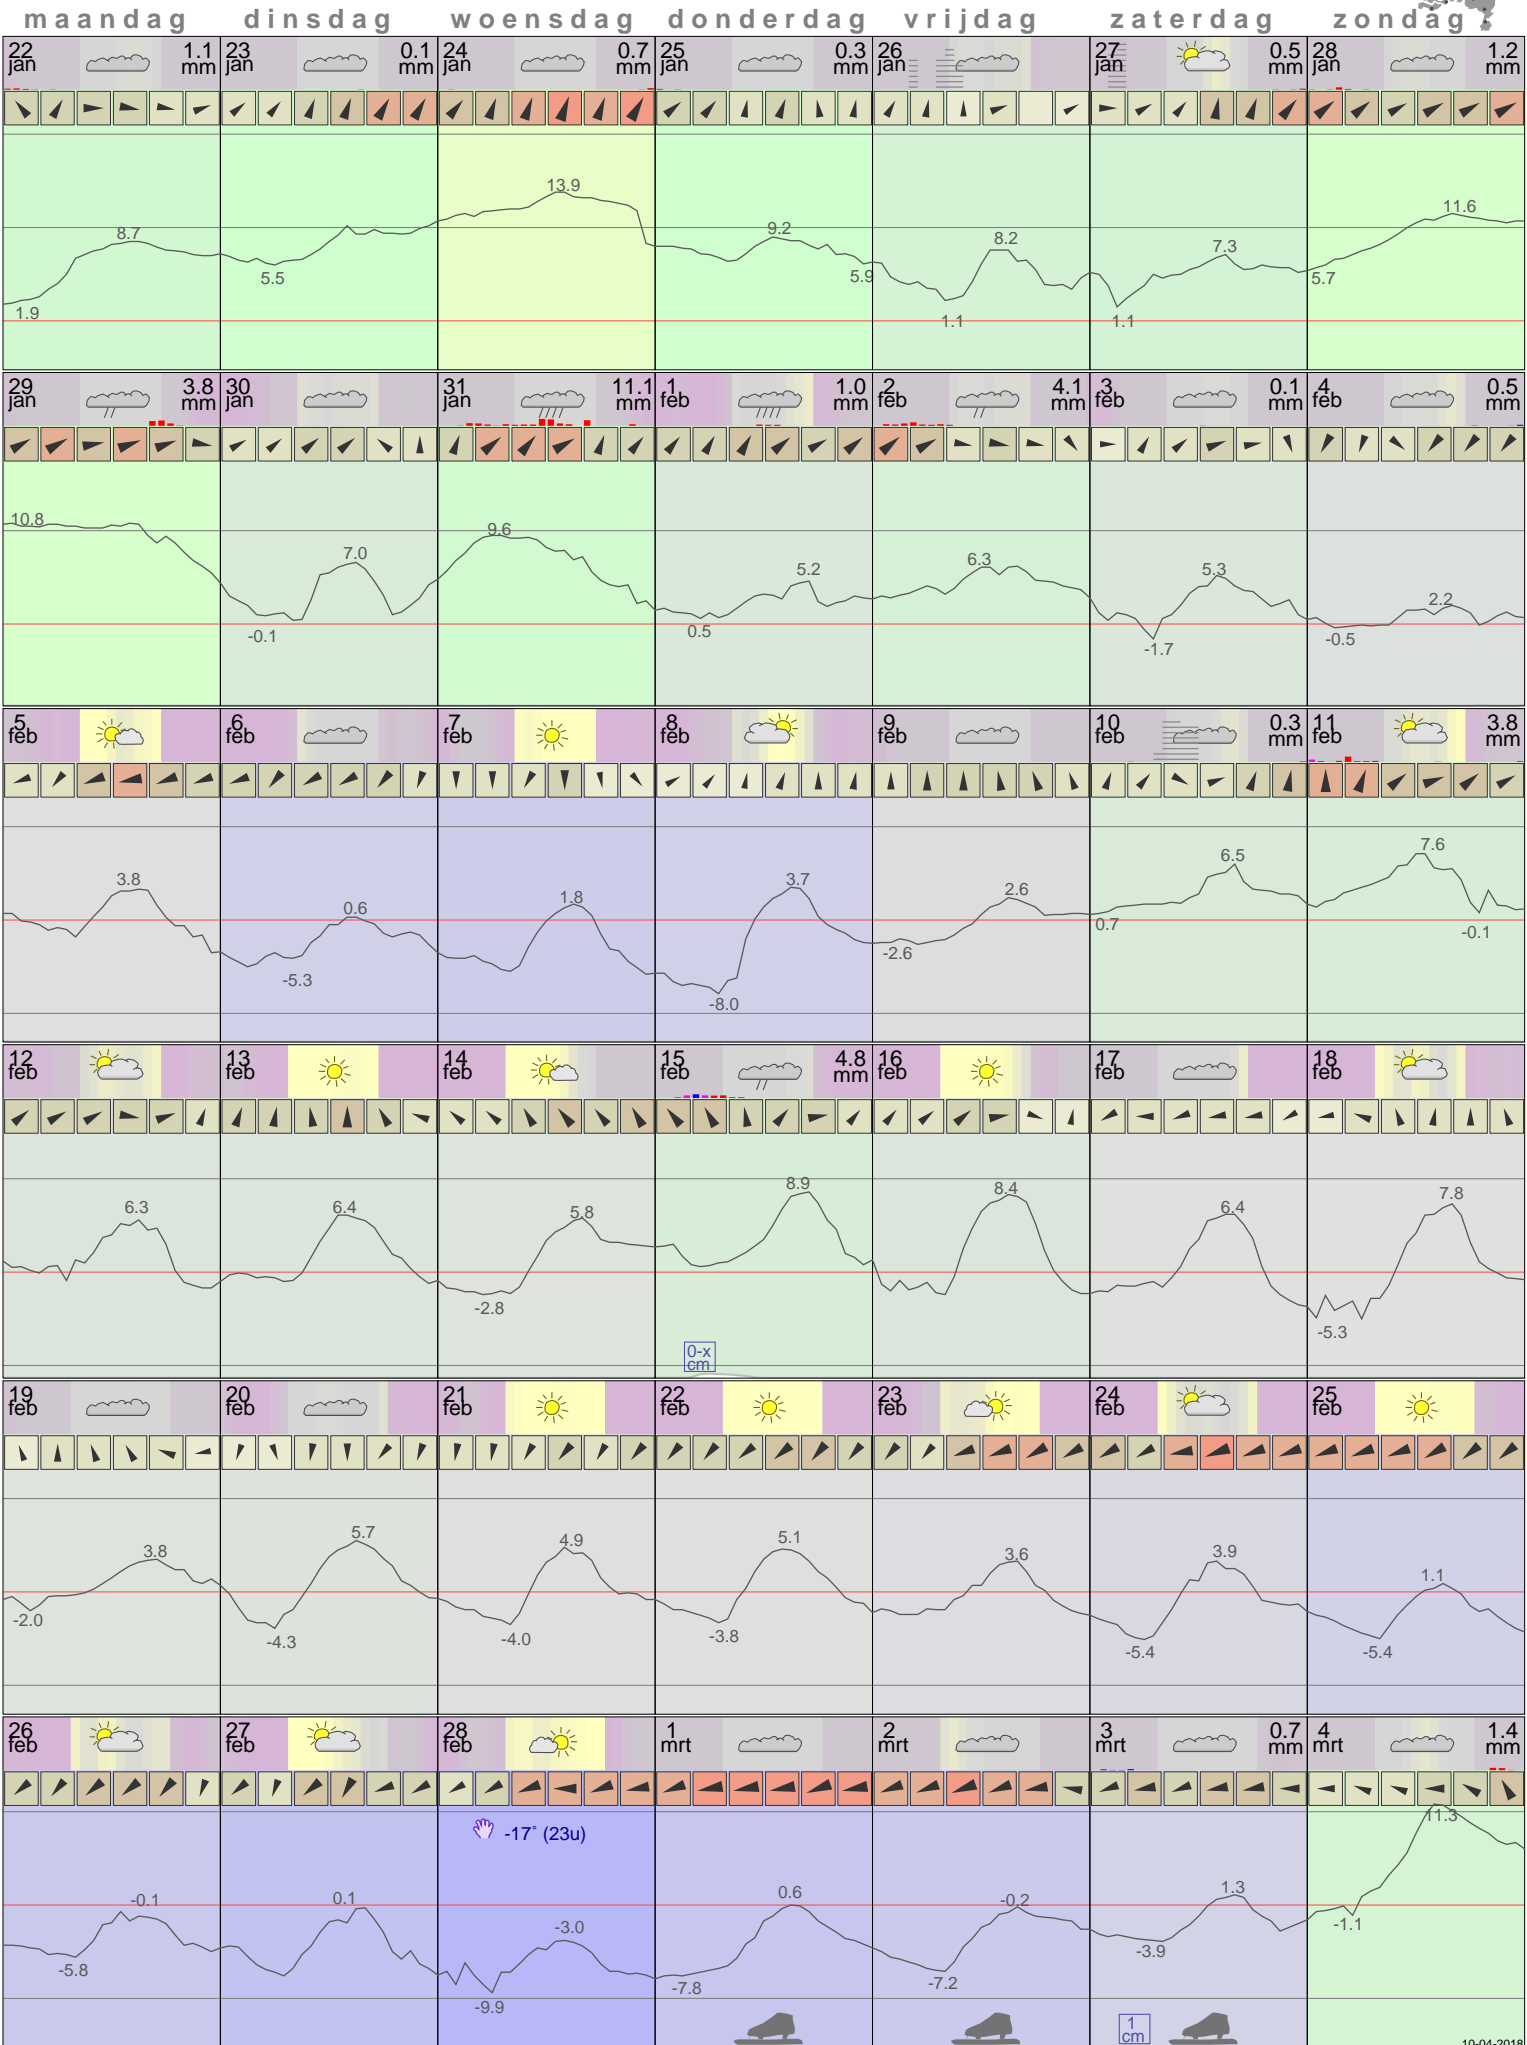 maandag dinsdag woensdag donderdag vrijdag zaterdag zondag
22 jan 1.1 mm 23 jan 0.1 mm 24 jan 0.7 mm 25 jan 0.3 mm 26 jan 27 jan 0.5 mm 28 jan 1.2 mm
13.9
8.7 9.2 8.2 7.3 11.6
1.9 5.5 5.9 1.1 1.1 5.7
29 jan 3.8 mm 30 jan 31 jan 11.1 mm 1 feb 1.0 mm 2 feb 4.1 mm 3 feb 0.1 mm 4 feb 0.5 mm
10.8 7.0 9.6 5.2 6.3 5.3 2.2
-0.1 0.5 -1.7 -0.5
5 feb 6 feb 7 feb 8 feb 9 feb 10 feb 0.3 mm 11 feb 3.8 mm
3.8 0.6 1.8 3.7 2.6 6.5 7.6
-5.3 -8.0 -2.6 0.7 -0.1
12 feb 13 feb 14 feb 15 feb 4.8 mm 16 feb 17 feb 18 feb
6.3 6.4 5.8 8.9 8.4 6.4 7.8
-2.8 -5.3
0-x
cm
19 feb 20 feb 21 feb 22 feb 23 feb 24 feb 25 feb
3.8 5.7 4.9 5.1 3.6 3.9 1.1
-2.0 -4.3 -4.0 -3.8 -5.4 -5.4
26 feb 27 feb 28 feb 1 mrt 2 mrt 3 mrt 0.7 mm 4 mrt 1.4 mm
-17° (23u)
-0.1 0.1 -3.0 0.6 -0.2 1.3 11.3
-5.8 -9.9 -7.8 -7.2 -3.9 -1.1
1
cm
10-04-2018